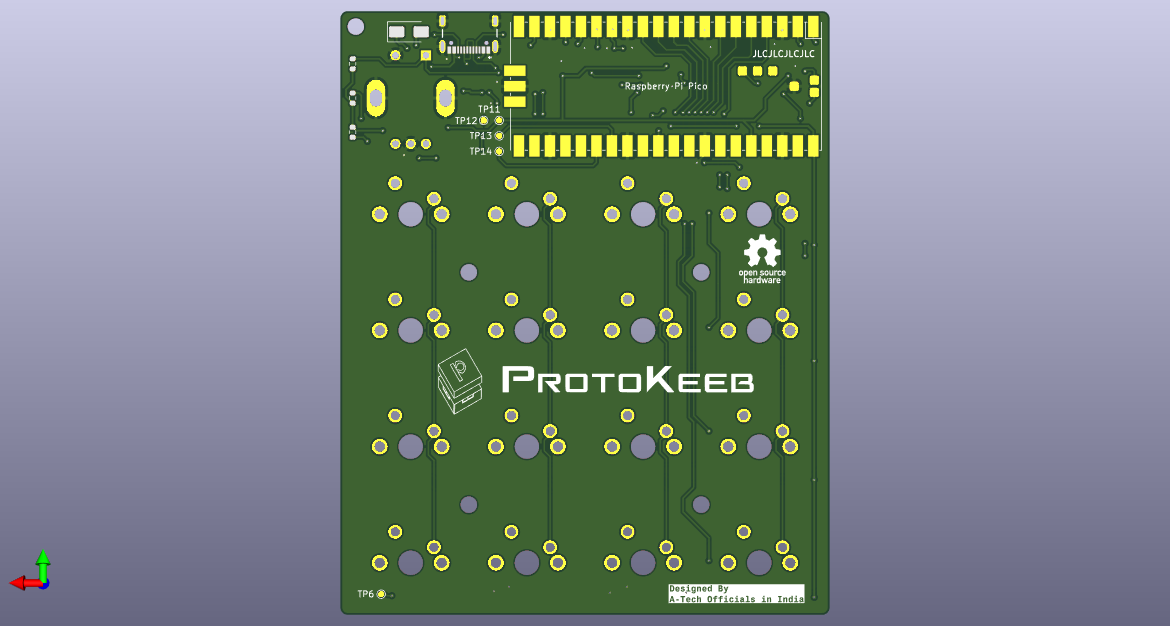 JLCJLCJLCJLC
Raspberry-Pi Pico
TP11
TP12
TP13
TP14
open source
hardware
P
PROTOKEEB
TP6
Designed By
A-Tech Officials in India